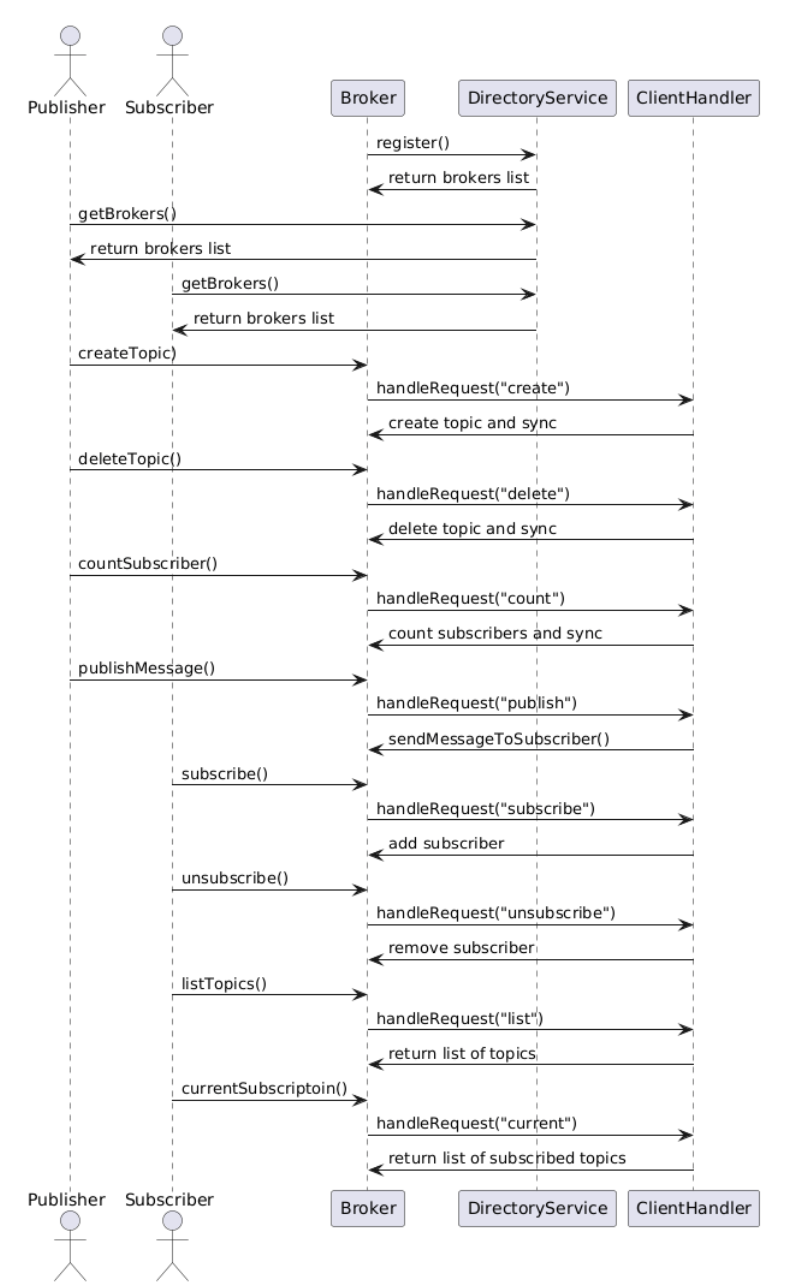 Publisher Subscriber Broker DirectoryService ClientHandler
register()
return brokers list
getBrokers()
return brokers list
getBrokers()
return brokers list
createTopic)
handleRequest("create")
create topic and sync
deleteTopic()
handleRequest("delete")
delete topic and sync
countSubscriber()
handleRequest("count")
count subscribers and sync
publishMessage()
handleRequest("publish")
sendMessageToSubscriber()
subscribe()
handleRequest("subscribe")
add subscriber
unsubscribe()
handleRequest("unsubscribe")
remove subscriber
listTopics()
handleRequest("list")
return list of topics
currentSubscriptoin()
handleRequest("current")
return list of subscribed topics
Publisher Subscriber Broker DirectoryService ClientHandler